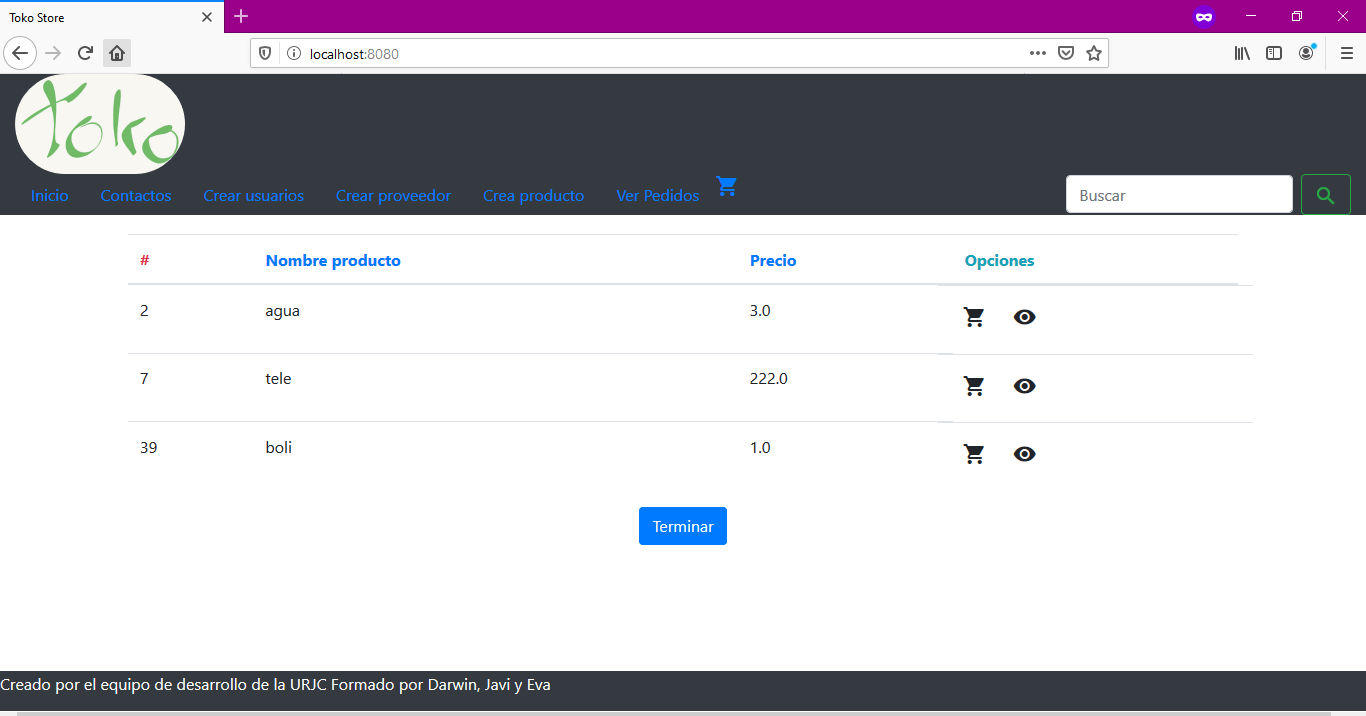 Toko Store
localhost:8080
Toko
Inicio Contactos Crear usuarios Crear proveedor Crea producto Ver Pedidos Buscar
# Nombre producto Precio Opciones
2 agua 3.0
7 tele 222.0
39 boli 1.0
Terminar
Creado por el equipo de desarrollo de la URJC Formado por Darwin, Javi y Eva